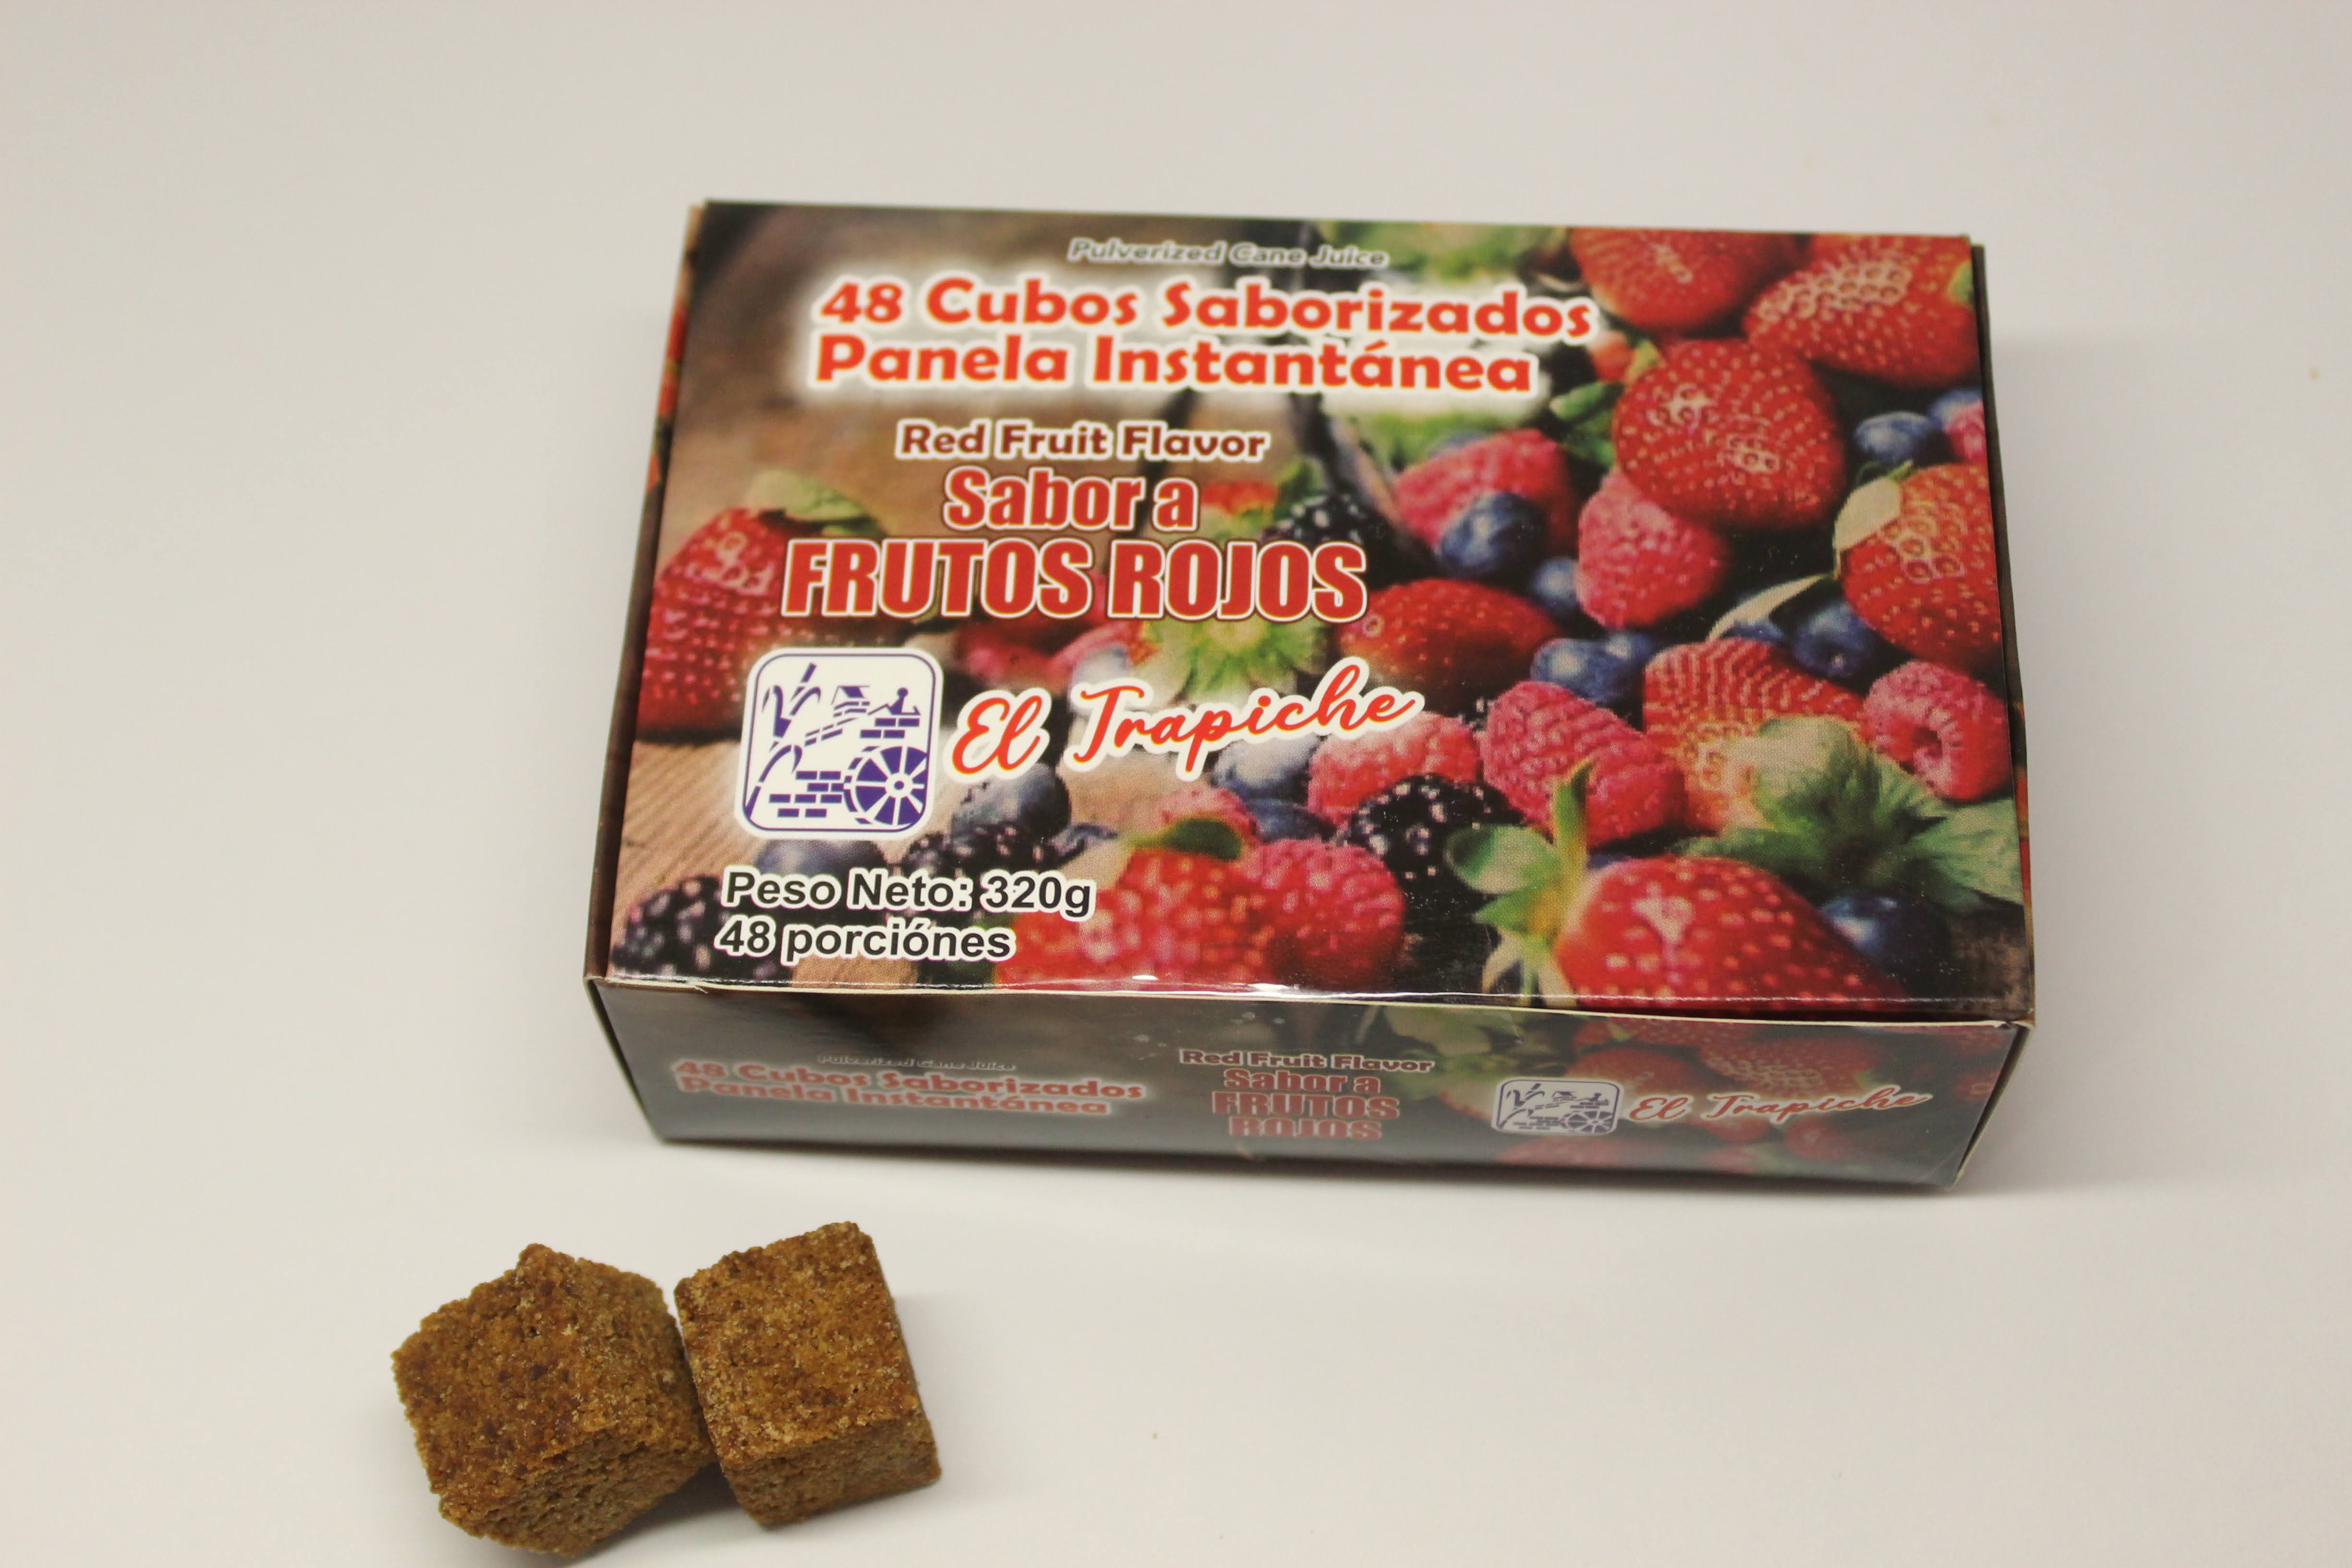 Pulverized Cane Juice
48 Cubos Saborizados
Panela Instantánea
Red Fruit Flavor
Sabor a
FRUTOS ROJOS
El Trapiche
Peso Neto: 320g
48 porciónes
Pulverized Cane Juice
48 Cubos Saborizados
Panela Instantánea
Red Fruit Flavor
Sabor a
FRUTOS
ROJOS
El Trapiche